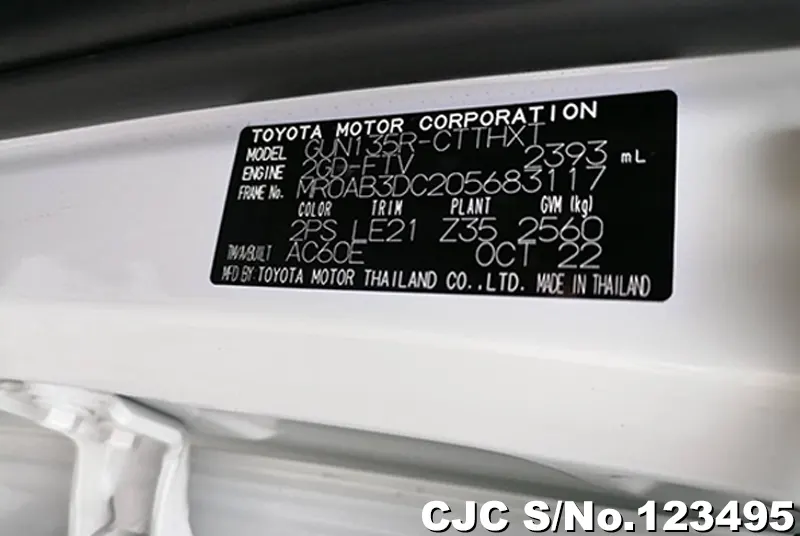 TOYOTA MOTOR CORPORATION
MODEL GUN135R-CTTHXT
ENGINE 2GD-FTV 2393 mL
FRAME No. MR0AB3DC205683117
COLOR TRIM PLANT GVM (kg)
2PS LE21 Z35 2560
T/M/A/BUILT AC60E OCT 22
MFD BY:TOYOTA MOTOR THAILAND CO.,LTD. MADE IN THAILAND
CJC S/No.123495